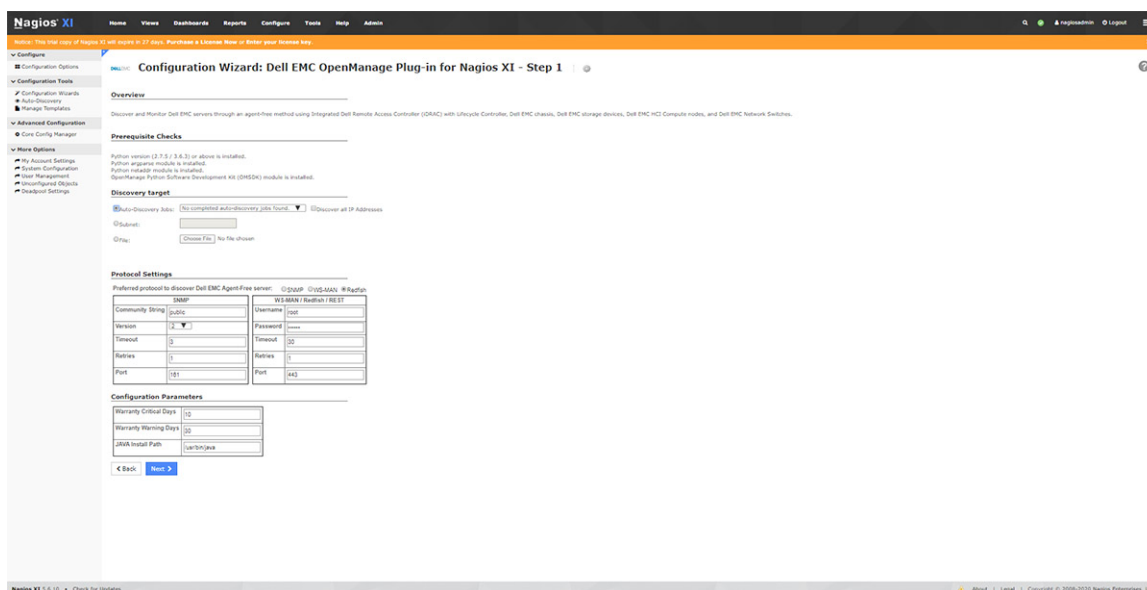 Nagios® XI
Home Views Dashboards Reports Configure Tools Help Admin
nagiosadmin Logout
Notice: This trial copy of Nagios XI will expire in 27 days. Purchase a License Now or Enter your license key.
Configure
Configuration Options
Configuration Tools
Configuration Wizards
Auto-Discovery
Manage Templates
Advanced Configuration
Core Config Manager
More Options
My Account Settings
System Configuration
User Management
Unconfigured Objects
Deadpool Settings
DELL EMC Configuration Wizard: Dell EMC OpenManage Plug-in for Nagios XI - Step 1
Overview
Discover and Monitor Dell EMC servers through an agent-free method using Integrated Dell Remote Access Controller (iDRAC) with Lifecycle Controller, Dell EMC chassis, Dell EMC storage devices, Dell EMC HCI Compute nodes, and Dell EMC Network Switches.
Prerequisite Checks
Python version (2.7.5 / 3.6.3) or above is installed.
Python argparse module is installed.
Python netaddr module is installed.
OpenManage Python Software Development Kit (OMSDK) module is installed.
Discovery target
Auto-Discovery Jobs: No completed auto-discovery jobs found. Discover all IP Addresses
Subnet:
File: Choose File No file chosen
Protocol Settings
Preferred protocol to discover Dell EMC Agent-Free server: SNMP WS-MAN Redfish
SNMP WS-MAN / Redfish / REST
Community String public Username root
Version 2 Password
Timeout 3 Timeout 30
Retries 1 Retries 1
Port 161 Port 443
Configuration Parameters
Warranty Critical Days 10
Warranty Warning Days 30
JAVA Install Path /usr/bin/java
Back Next
Nagios XI 5.6.10 • Check for Updates
About | Legal | Copyright © 2008-2020 Nagios Enterprises